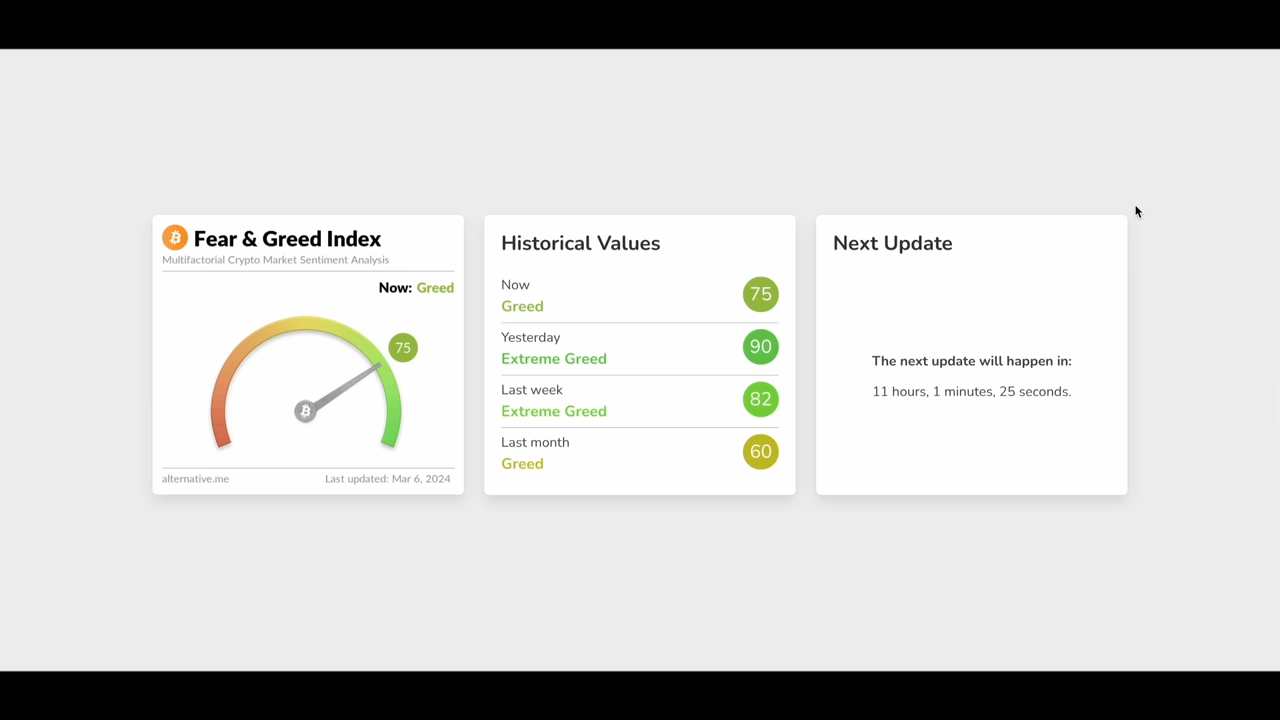 Fear & Greed Index
Multifactorial Crypto Market Sentiment Analysis
Now: Greed
75
alternative.me
Last updated: Mar 6, 2024
Historical Values
Now
Greed
75
Yesterday
Extreme Greed
90
Last week
Extreme Greed
82
Last month
Greed
60
Next Update
The next update will happen in:
11 hours, 1 minutes, 25 seconds.